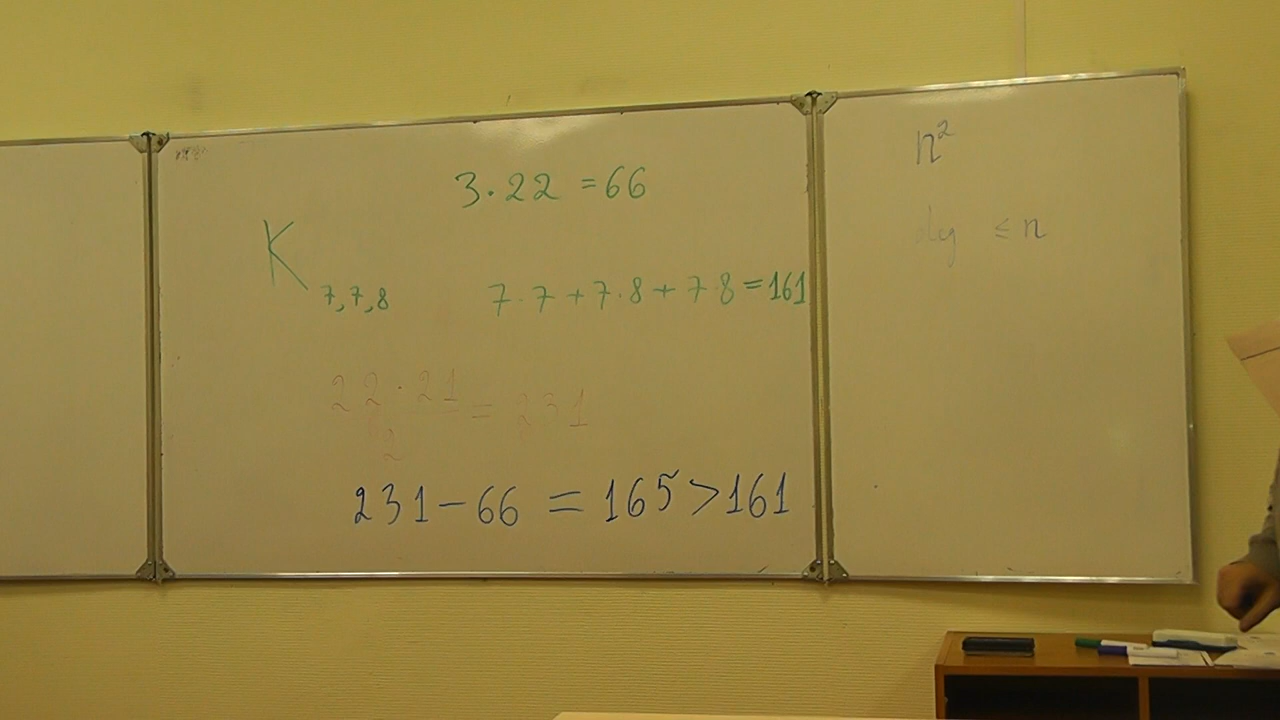 3·22 = 66
K 7,7,8
7·7 + 7·8 + 7·8 = 161
22·21 / 2 = 231
231 - 66 = 165 > 161
n²
deg ≤ n